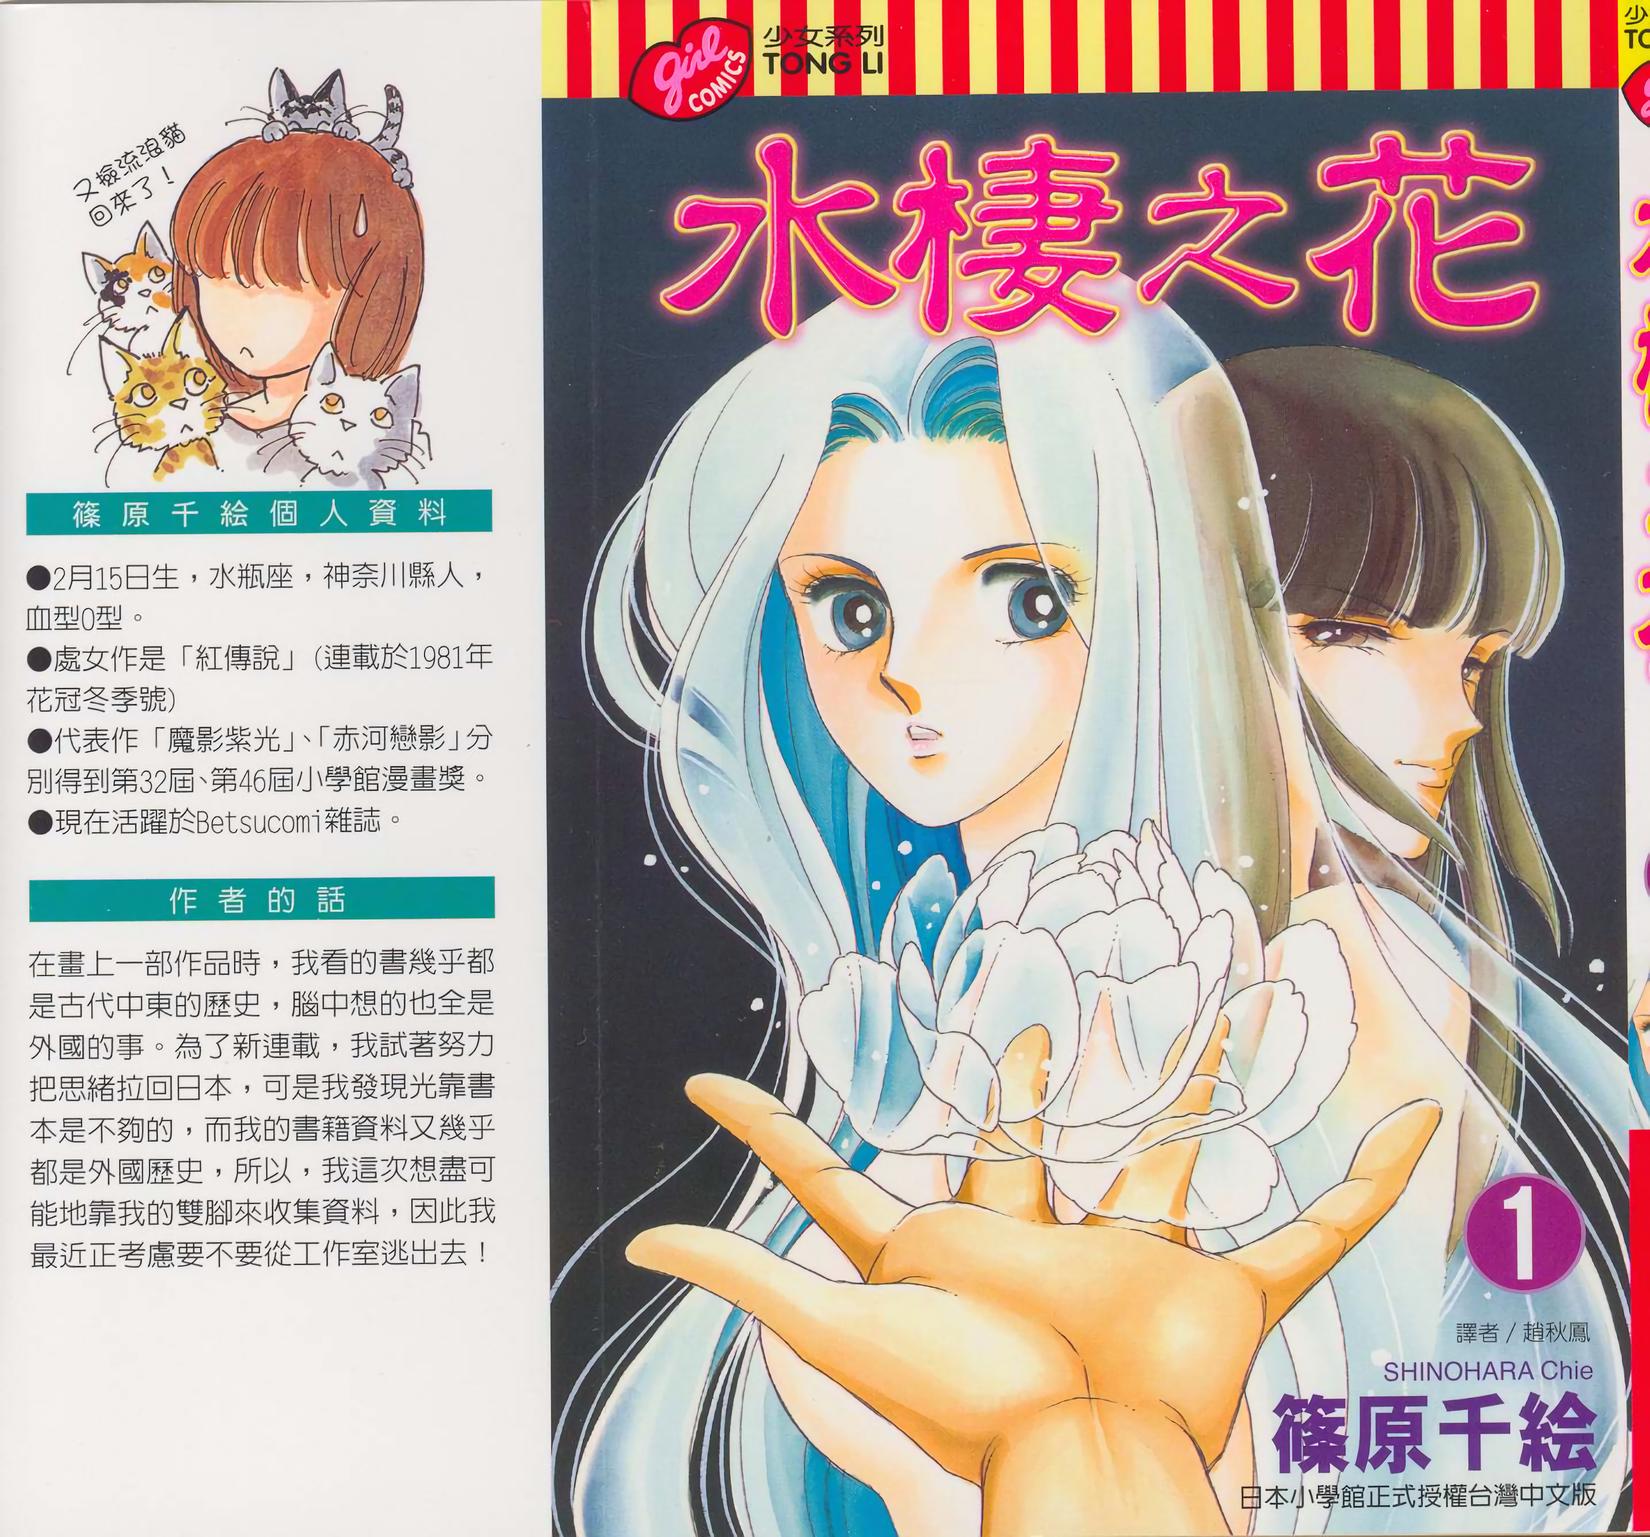 又撿流浪貓
回來了！
篠原千絵個人資料
●2月15日生，水瓶座，神奈川縣人，
血型O型。
●處女作是「紅傳說」(連載於1981年
花冠冬季號)
●代表作「魔影紫光」、「赤河戀影」分
別得到第32屆、第46屆小學館漫畫獎。
●現在活躍於Betsucomi雜誌。
作者的話
在畫上一部作品時，我看的書幾乎都
是古代中東的歷史，腦中想的也全是
外國的事。為了新連載，我試著努力
把思緒拉回日本，可是我發現光靠書
本是不夠的，而我的書籍資料又幾乎
都是外國歷史，所以，我這次想盡可
能地靠我的雙腳來收集資料，因此我
最近正考慮要不要從工作室逃出去！
girl
COMICS
少女系列
TONG LI
水棲之花
1
譯者/趙秋鳳
SHINOHARA Chie
篠原千絵
日本小學館正式授權台灣中文版